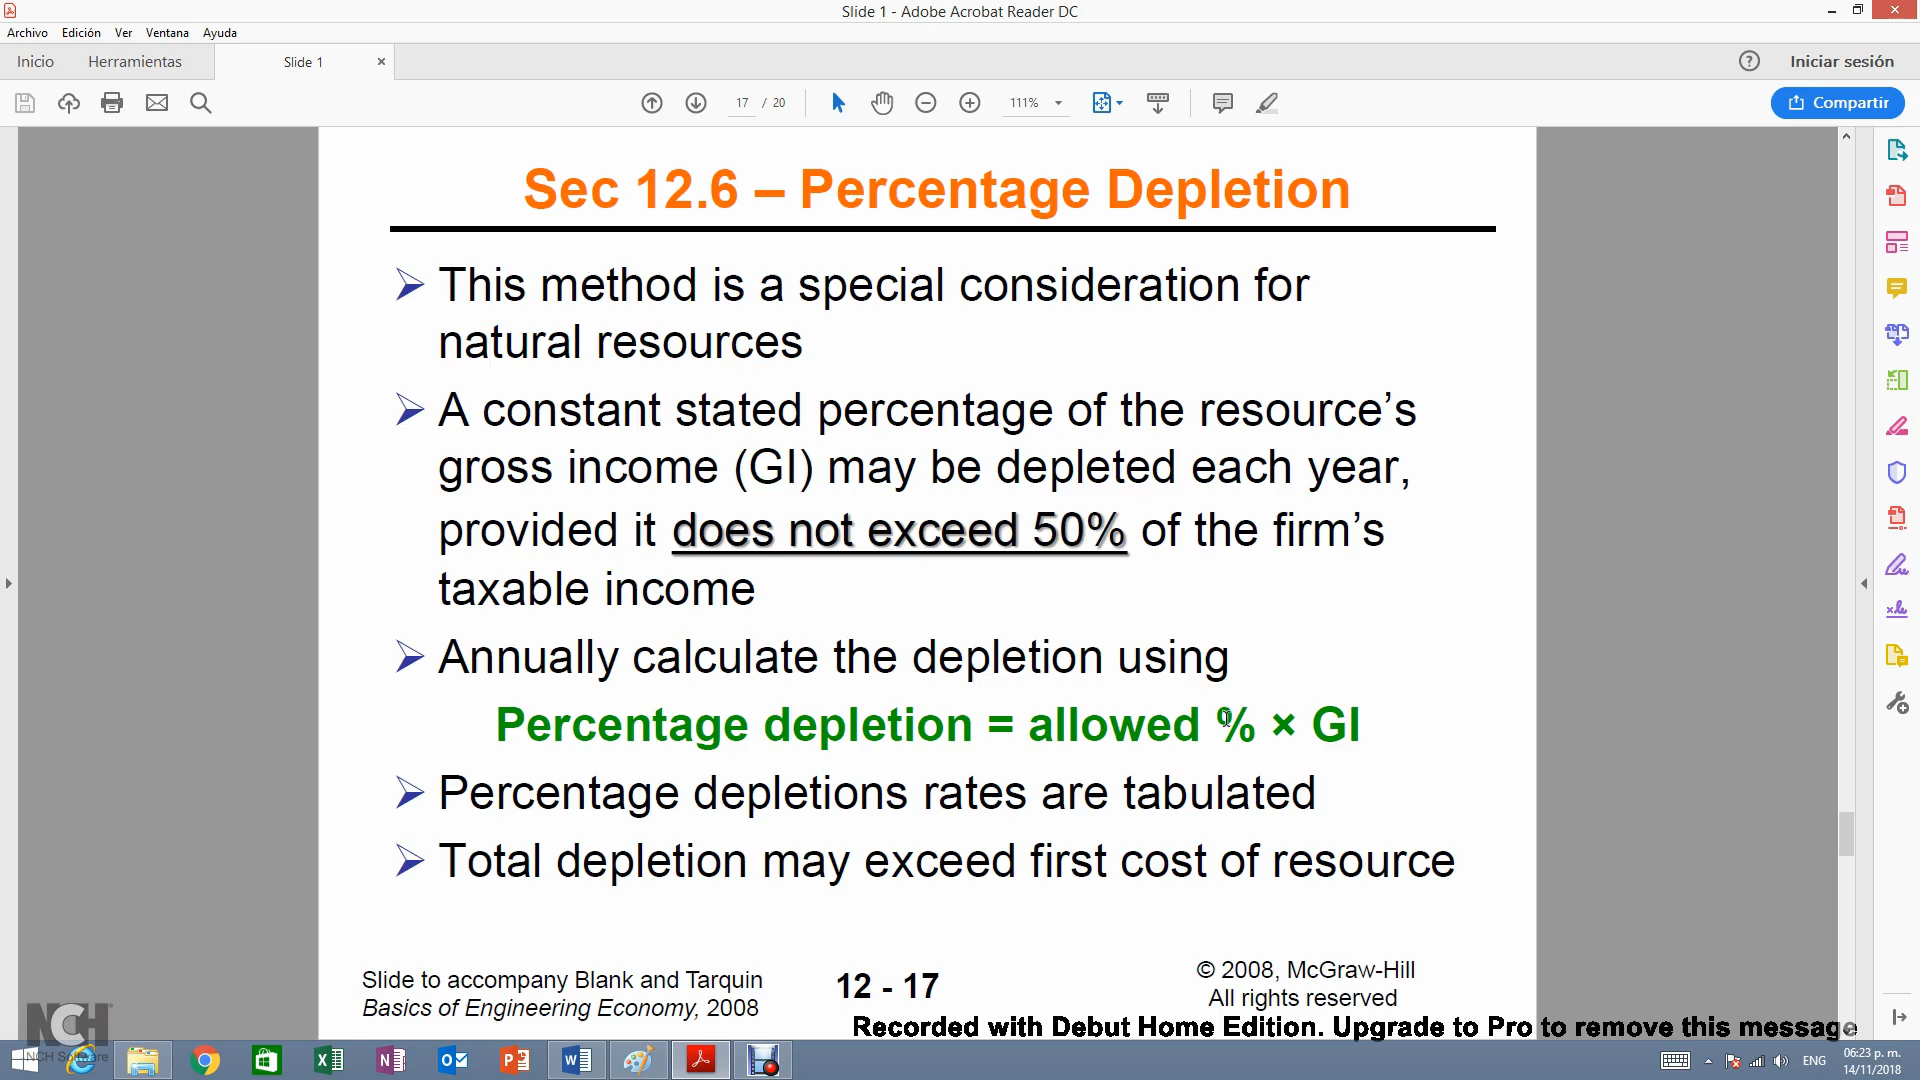 Slide 1 - Adobe Acrobat Reader DC
Archivo Edición Ver Ventana Ayuda
Inicio Herramientas Slide 1 Iniciar sesión
17 / 20 111% Compartir
Sec 12.6 – Percentage Depletion
This method is a special consideration for
natural resources
A constant stated percentage of the resource’s
gross income (GI) may be depleted each year,
provided it does not exceed 50% of the firm’s
taxable income
Annually calculate the depletion using
Percentage depletion = allowed % × GI
Percentage depletions rates are tabulated
Total depletion may exceed first cost of resource
Slide to accompany Blank and Tarquin
Basics of Engineering Economy, 2008
12 - 17
© 2008, McGraw-Hill
All rights reserved
Recorded with Debut Home Edition. Upgrade to Pro to remove this message
NCH
NCH Software
ENG
06:23 p. m.
14/11/2018